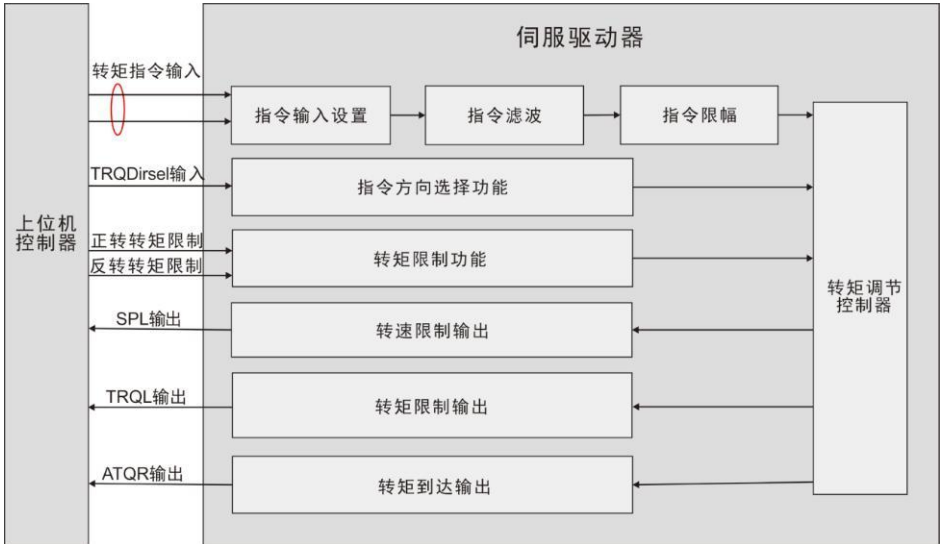 伺服驱动器
转矩指令输入
指令输入设置
指令滤波
指令限幅
TRQDirsel输入
指令方向选择功能
上位机
控制器
正转转矩限制
反转转矩限制
转矩限制功能
转矩调节
控制器
SPL输出
转速限制输出
TRQL输出
转矩限制输出
ATQR输出
转矩到达输出